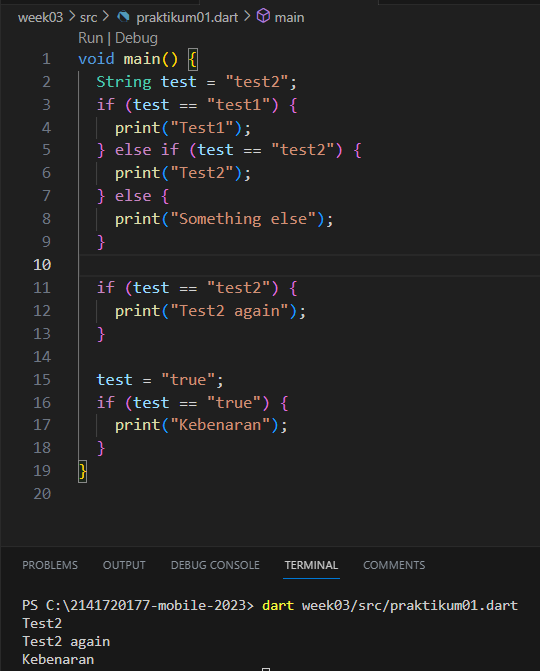 week03 > src > praktikum01.dart > main
Run | Debug
1 void main() {
2   String test = "test2";
3   if (test == "test1") {
4     print("Test1");
5   } else if (test == "test2") {
6     print("Test2");
7   } else {
8     print("Something else");
9   }
10
11   if (test == "test2") {
12     print("Test2 again");
13   }
14
15   test = "true";
16   if (test == "true") {
17     print("Kebenaran");
18   }
19 }
20
PROBLEMS OUTPUT DEBUG CONSOLE TERMINAL COMMENTS
PS C:\2141720177-mobile-2023> dart week03/src/praktikum01.dart
Test2
Test2 again
Kebenaran